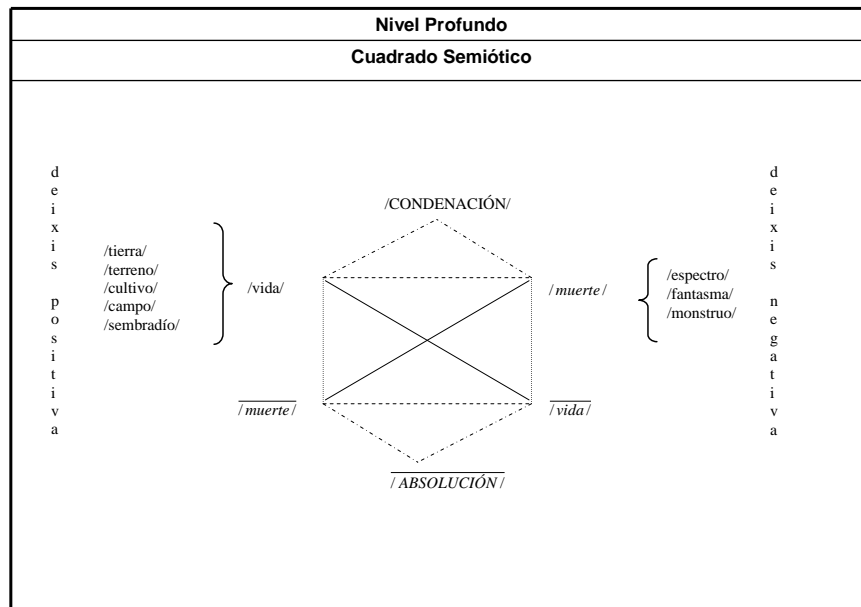 Nivel Profundo
Cuadrado Semiótico
deixis positiva
/tierra/
/terreno/
/cultivo/
/campo/
/sembradío/
/vida/
/CONDENACIÓN/
/muerte/
/espectro/
/fantasma/
/monstruo/
deixis negativa
/muerte/
/vida/
/ABSOLUCIÓN/